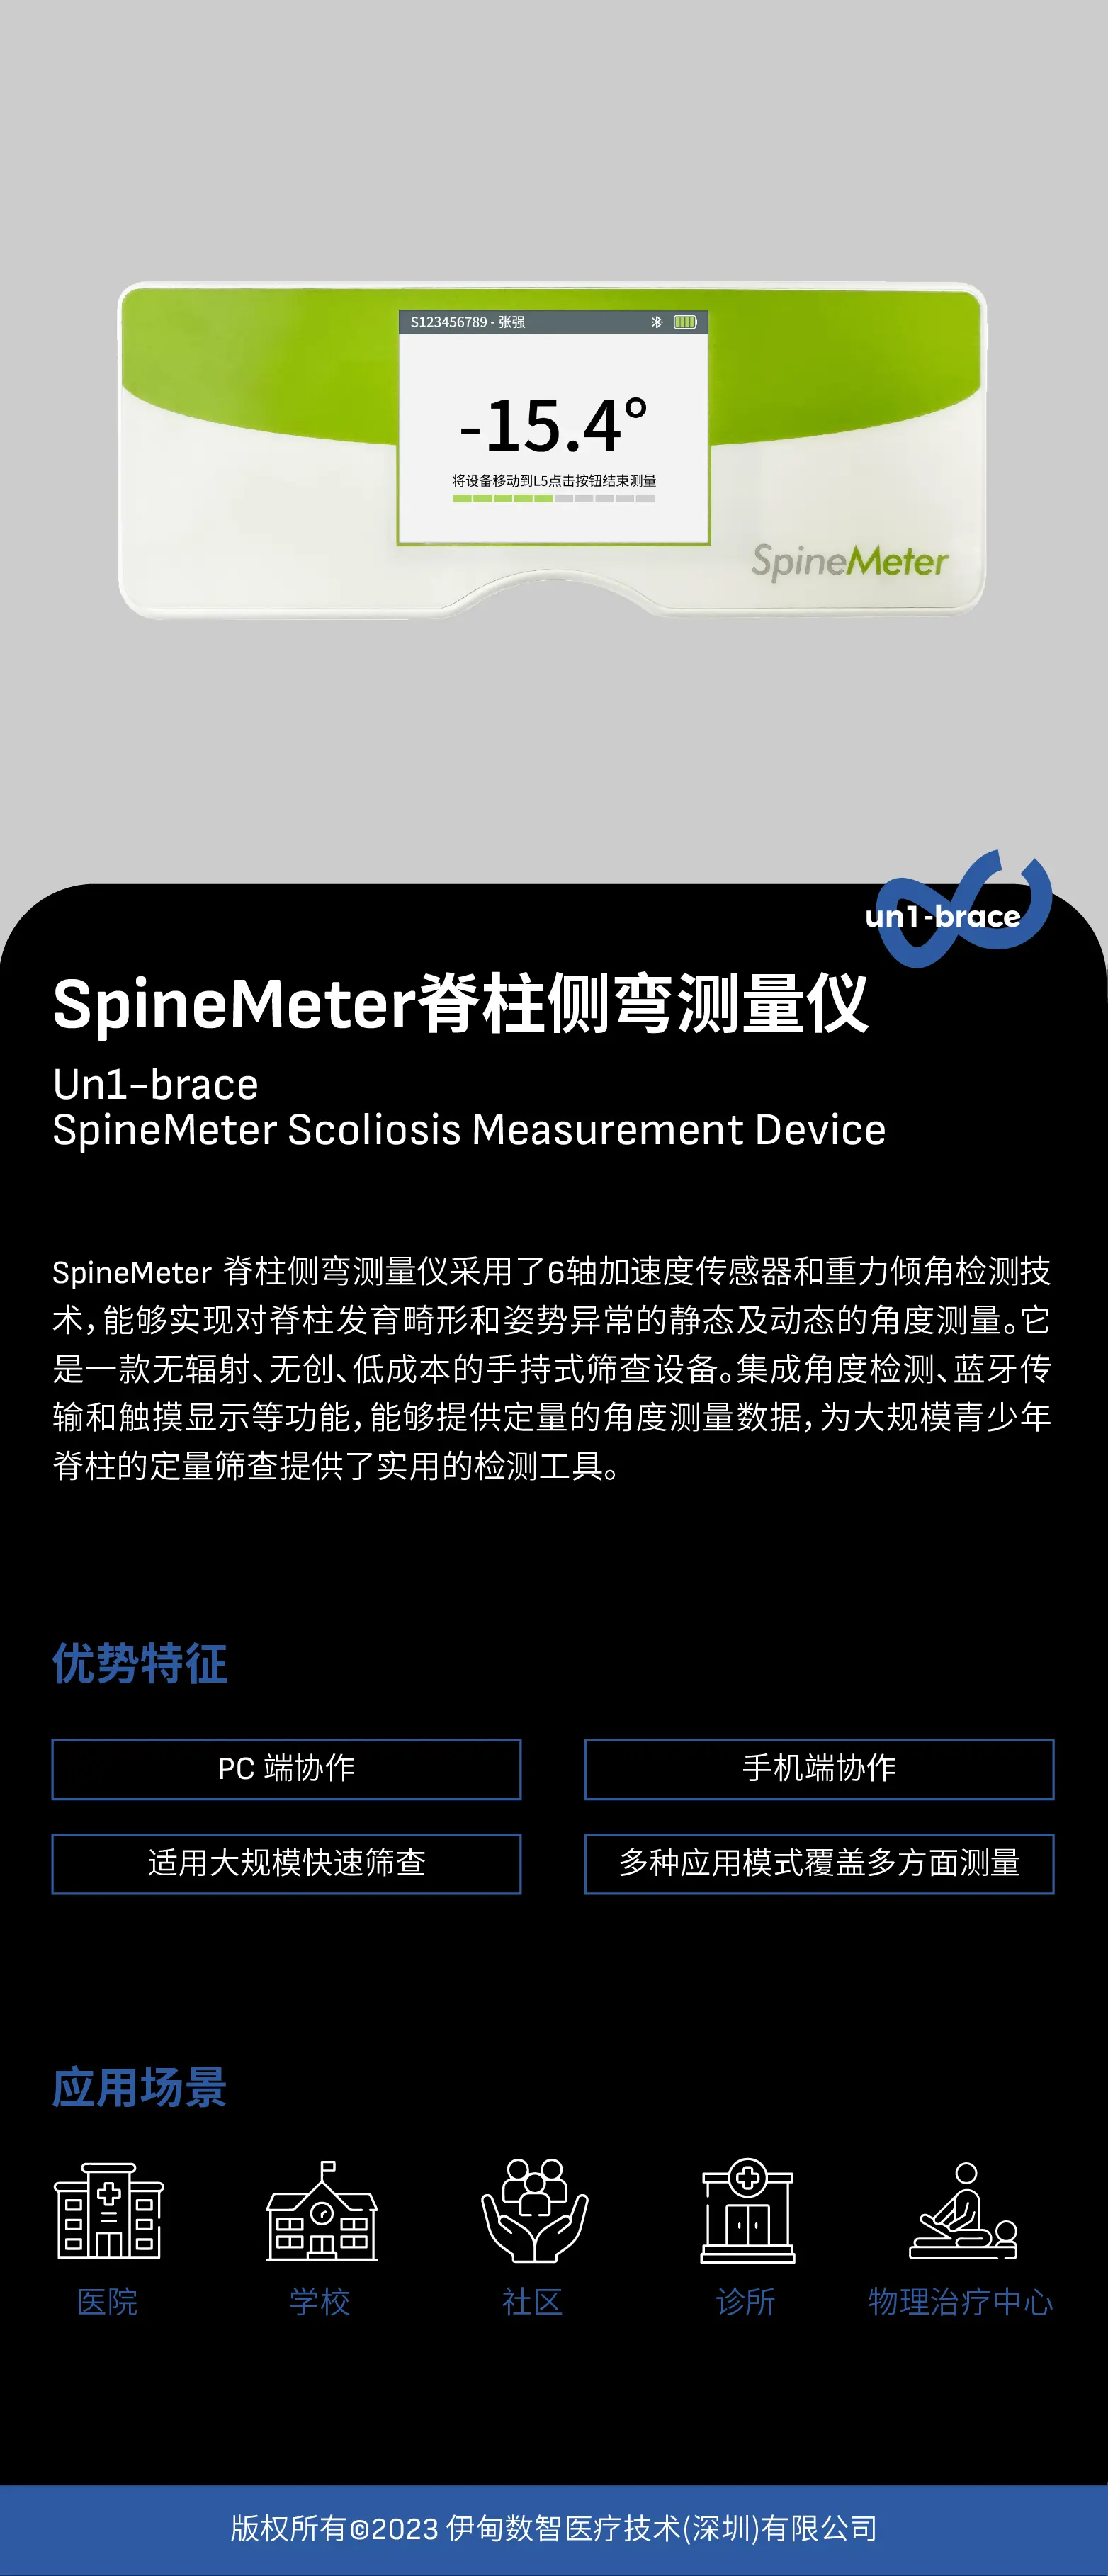 S123456789 - 张强
-15.4°
将设备移动到L5点击按钮结束测量
SpineMeter
un1-brace
SpineMeter脊柱侧弯测量仪
Un1-brace
SpineMeter Scoliosis Measurement Device
SpineMeter 脊柱侧弯测量仪采用了6轴加速度传感器和重力倾角检测技
术，能够实现对脊柱发育畸形和姿势异常的静态及动态的角度测量。它
是一款无辐射、无创、低成本的手持式筛查设备。集成角度检测、蓝牙传
输和触摸显示等功能，能够提供定量的角度测量数据，为大规模青少年
脊柱的定量筛查提供了实用的检测工具。
优势特征
PC 端协作
手机端协作
适用大规模快速筛查
多种应用模式覆盖多方面测量
应用场景
医院
学校
社区
诊所
物理治疗中心
版权所有©2023 伊甸数智医疗技术(深圳)有限公司